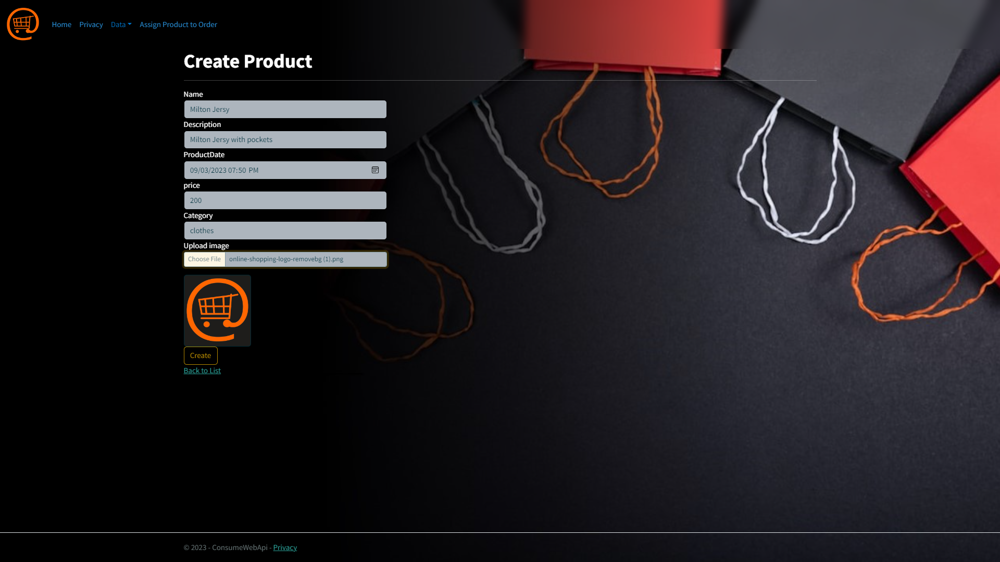 Home Privacy Data Assign Product to Order
Create Product
Name
Milton Jersy
Description
Milton Jersy with pockets
ProductDate
09/03/2023 07:50 PM
price
200
Category
clothes
Upload image
Choose File online-shopping-logo-removebg (1).png
Create
Back to List
© 2023 - ConsumeWebApi - Privacy